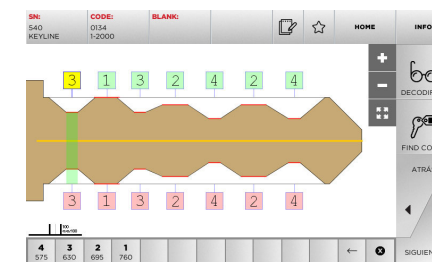 SN:
540
KEYLINE
CODE:
0134
1-2000
BLANK:
HOME
INFO
3 1 3 2 4 2 4
DECODIFI
FIND CO
ATRÁ
3 1 3 2 4 2 4
4 3 2 1
575 630 695 760
SIGUIEN